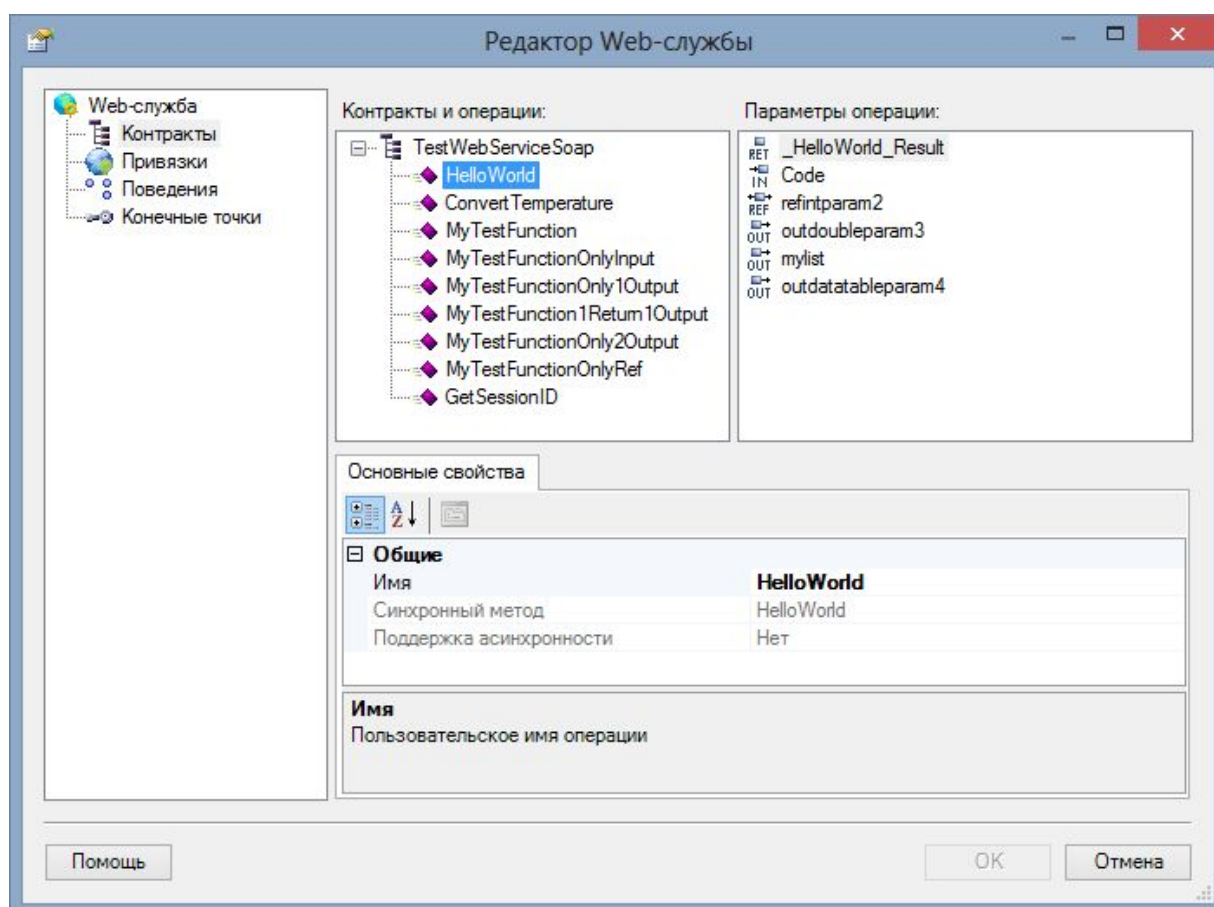 Редактор Web-службы
Web-служба
Контракты
Привязки
Поведения
Конечные точки
Контракты и операции:
TestWebServiceSoap
HelloWorld
ConvertTemperature
MyTestFunction
MyTestFunctionOnlyInput
MyTestFunctionOnly1Output
MyTestFunction1Return1Output
MyTestFunctionOnly2Output
MyTestFunctionOnlyRef
GetSessionID
Параметры операции:
RET _HelloWorld_Result
IN Code
REF refintparam2
OUT outdoubleparam3
OUT mylist
OUT outdatatableparam4
Основные свойства
A
Z
Общие
Имя HelloWorld
Синхронный метод HelloWorld
Поддержка асинхронности Нет
Имя
Пользовательское имя операции
Помощь OK Отмена